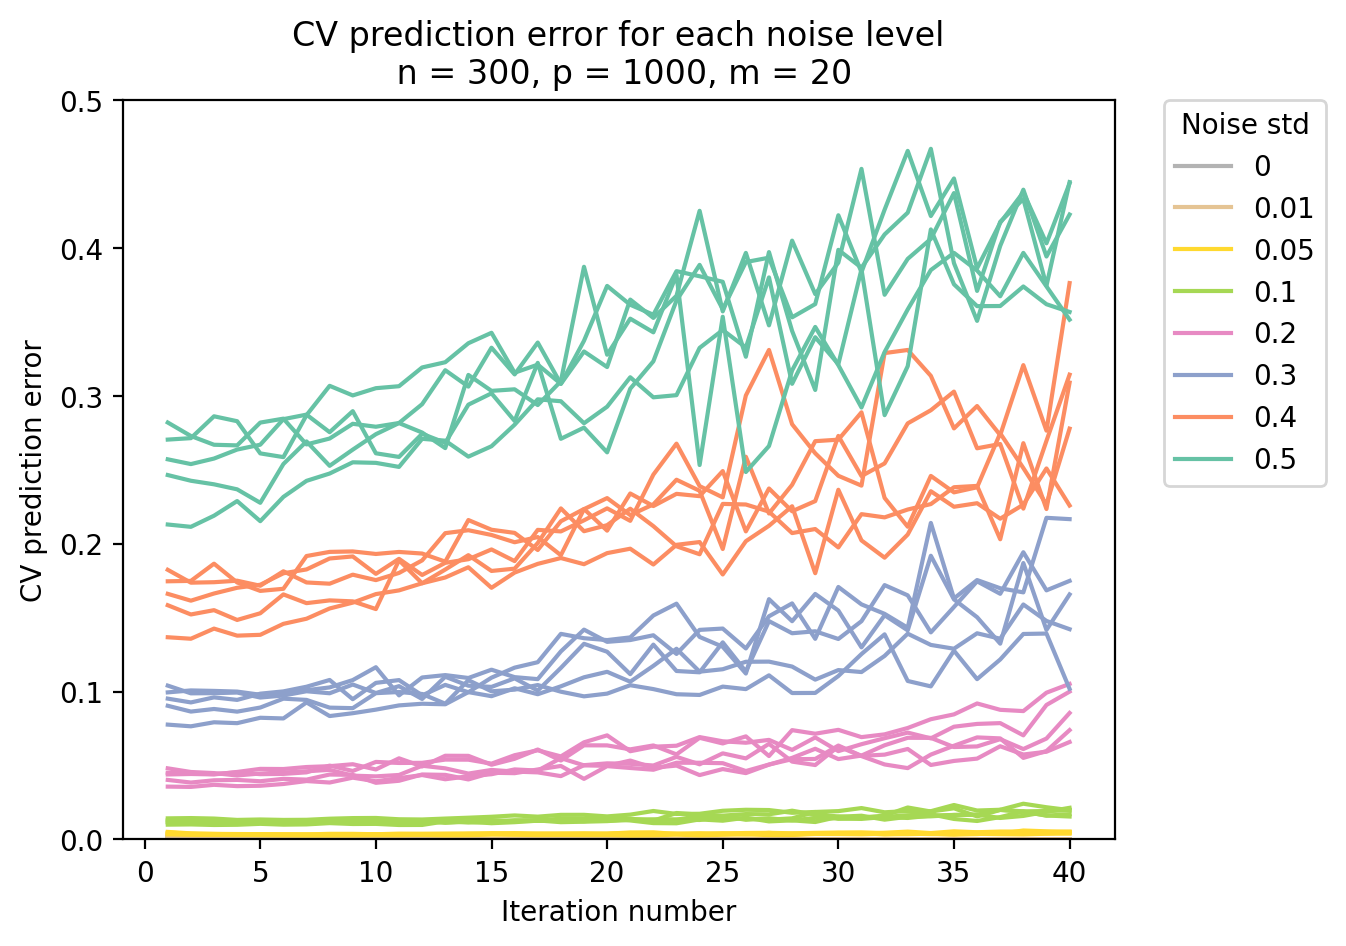 CV prediction error for each noise level
n = 300, p = 1000, m = 20
CV prediction error
0.5
0.4
0.3
0.2
0.1
0.0
0 5 10 15 20 25 30 35 40
Iteration number
Noise std
0
0.01
0.05
0.1
0.2
0.3
0.4
0.5